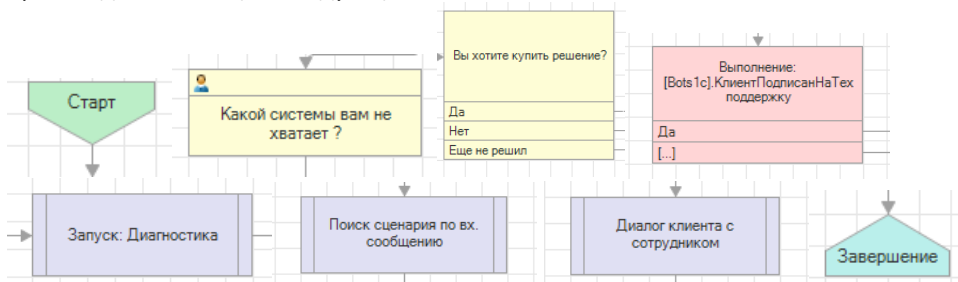 Старт
Какой системы вам не
хватает ?
Вы хотите купить решение?
Да
Нет
Еще не решил
Выполнение:
[Bots1c].КлиентПодписанНаТех
поддержку
Да
[...]
Запуск: Диагностика
Поиск сценария по вх.
сообщению
Диалог клиента с
сотрудником
Завершение